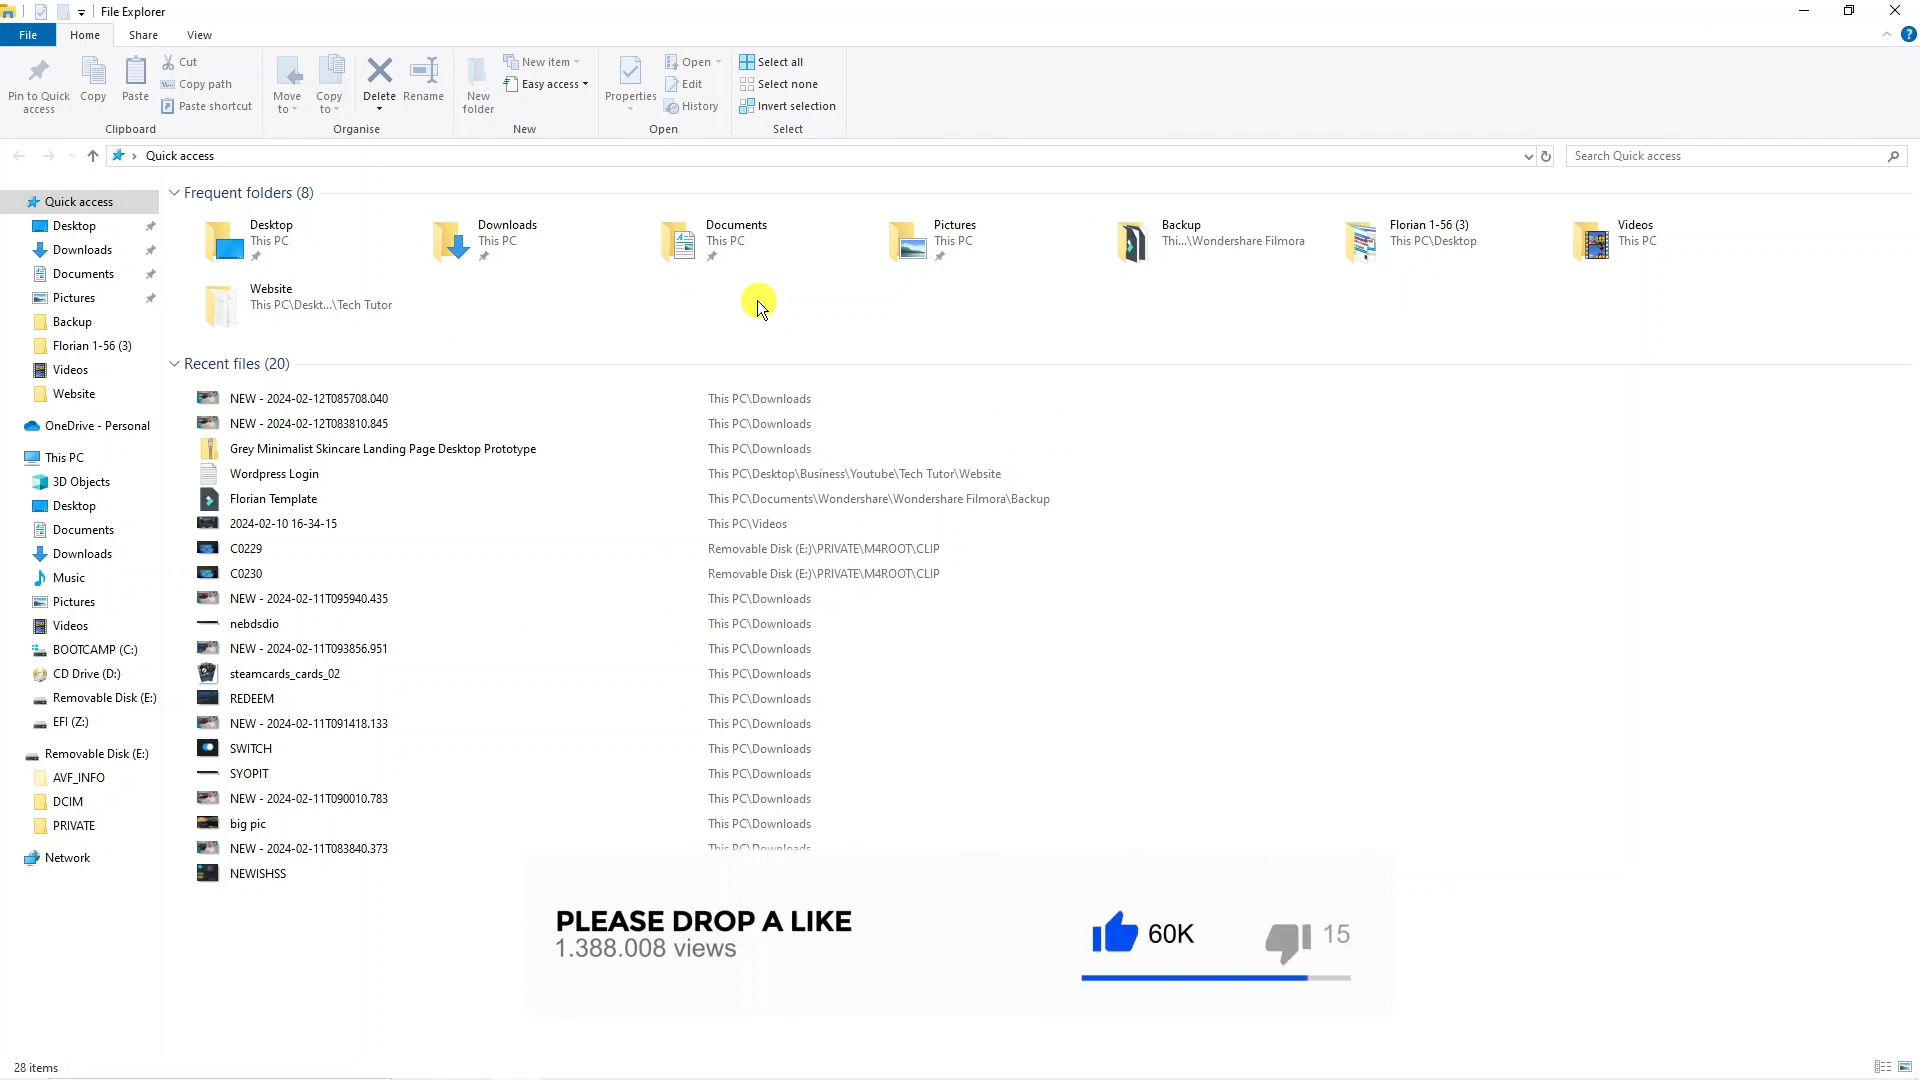 File Explorer
File Home Share View
Pin to Quick access
Copy
Paste
Cut
Copy path
Paste shortcut
Clipboard
Move to
Copy to
Delete
Rename
Organise
New folder
New item
Easy access
New
Properties
Open
Edit
History
Open
Select all
Select none
Invert selection
Select
Quick access
Search Quick access
Quick access
Desktop
Downloads
Documents
Pictures
Backup
Florian 1-56 (3)
Videos
Website
OneDrive - Personal
This PC
3D Objects
Desktop
Documents
Downloads
Music
Pictures
Videos
BOOTCAMP (C:)
CD Drive (D:)
Removable Disk (E:)
EFI (Z:)
Removable Disk (E:)
AVF_INFO
DCIM
PRIVATE
Network
Frequent folders (8)
Desktop
This PC
Downloads
This PC
Documents
This PC
Pictures
This PC
Backup
Thi...\Wondershare Filmora
Florian 1-56 (3)
This PC\Desktop
Videos
This PC
Website
This PC\Deskt...\Tech Tutor
Recent files (20)
NEW - 2024-02-12T085708.040 This PC\Downloads
NEW - 2024-02-12T083810.845 This PC\Downloads
Grey Minimalist Skincare Landing Page Desktop Prototype This PC\Downloads
Wordpress Login This PC\Desktop\Business\Youtube\Tech Tutor\Website
Florian Template This PC\Documents\Wondershare\Wondershare Filmora\Backup
2024-02-10 16-34-15 This PC\Videos
C0229 Removable Disk (E:)\PRIVATE\M4ROOT\CLIP
C0230 Removable Disk (E:)\PRIVATE\M4ROOT\CLIP
NEW - 2024-02-11T095940.435 This PC\Downloads
nebdsdio This PC\Downloads
NEW - 2024-02-11T093856.951 This PC\Downloads
steamcards_cards_02 This PC\Downloads
REDEEM This PC\Downloads
NEW - 2024-02-11T091418.133 This PC\Downloads
SWITCH This PC\Downloads
SYOPIT This PC\Downloads
NEW - 2024-02-11T090010.783 This PC\Downloads
big pic This PC\Downloads
NEW - 2024-02-11T083840.373 This PC\Downloads
NEWISHSS
PLEASE DROP A LIKE
1.388.008 views
60K
15
28 items